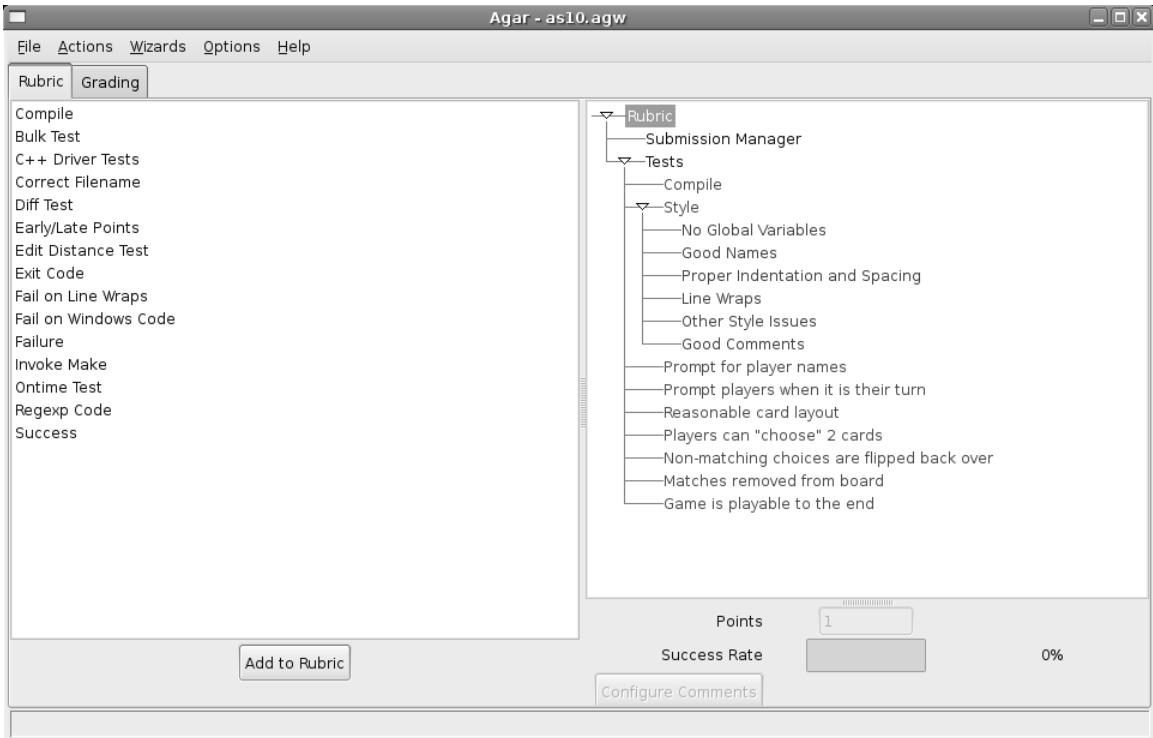 Agar - as10.agw
File Actions Wizards Options Help
Rubric Grading
Compile
Bulk Test
C++ Driver Tests
Correct Filename
Diff Test
Early/Late Points
Edit Distance Test
Exit Code
Fail on Line Wraps
Fail on Windows Code
Failure
Invoke Make
Ontime Test
Regexp Code
Success
Add to Rubric
Rubric
Submission Manager
Tests
Compile
Style
No Global Variables
Good Names
Proper Indentation and Spacing
Line Wraps
Other Style Issues
Good Comments
Prompt for player names
Prompt players when it is their turn
Reasonable card layout
Players can "choose" 2 cards
Non-matching choices are flipped back over
Matches removed from board
Game is playable to the end
Points 1
Success Rate 0%
Configure Comments